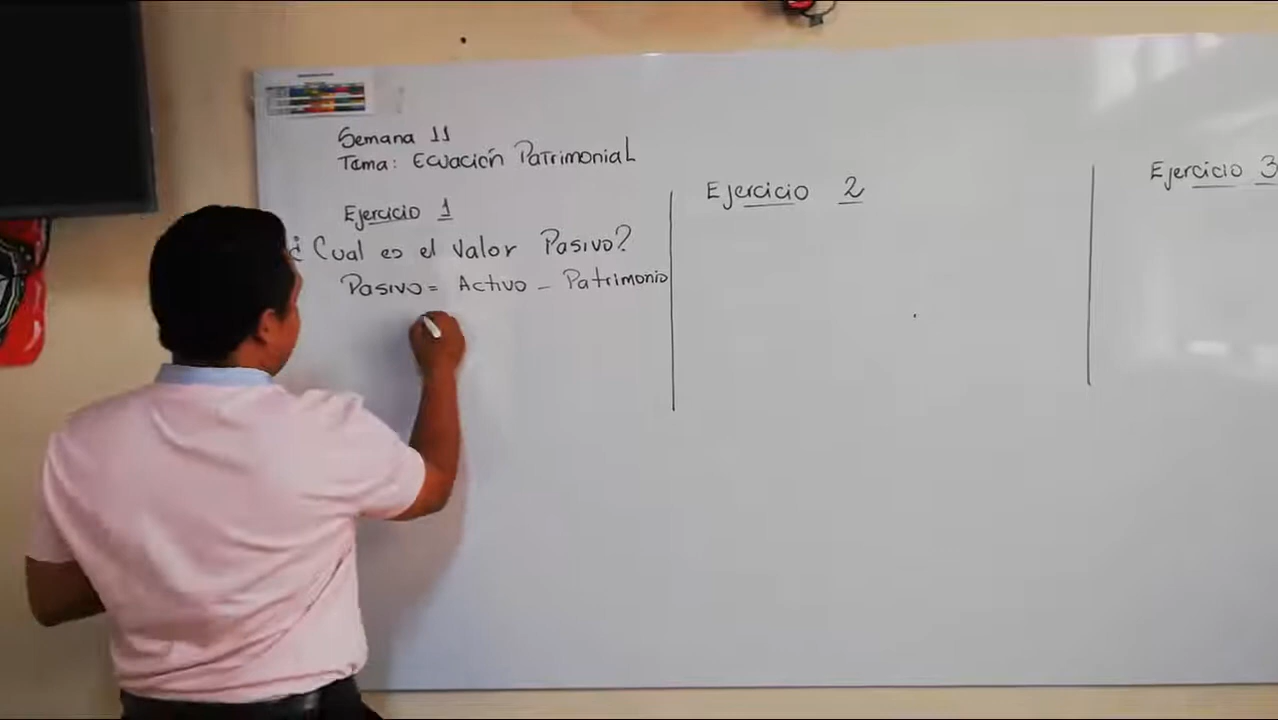 Semana 11
Tema: Ecuación Patrimonial
Ejercicio 1
¿Cual es el valor Pasivo?
Pasivo = Activo - Patrimonio
Ejercicio 2
Ejercicio 3